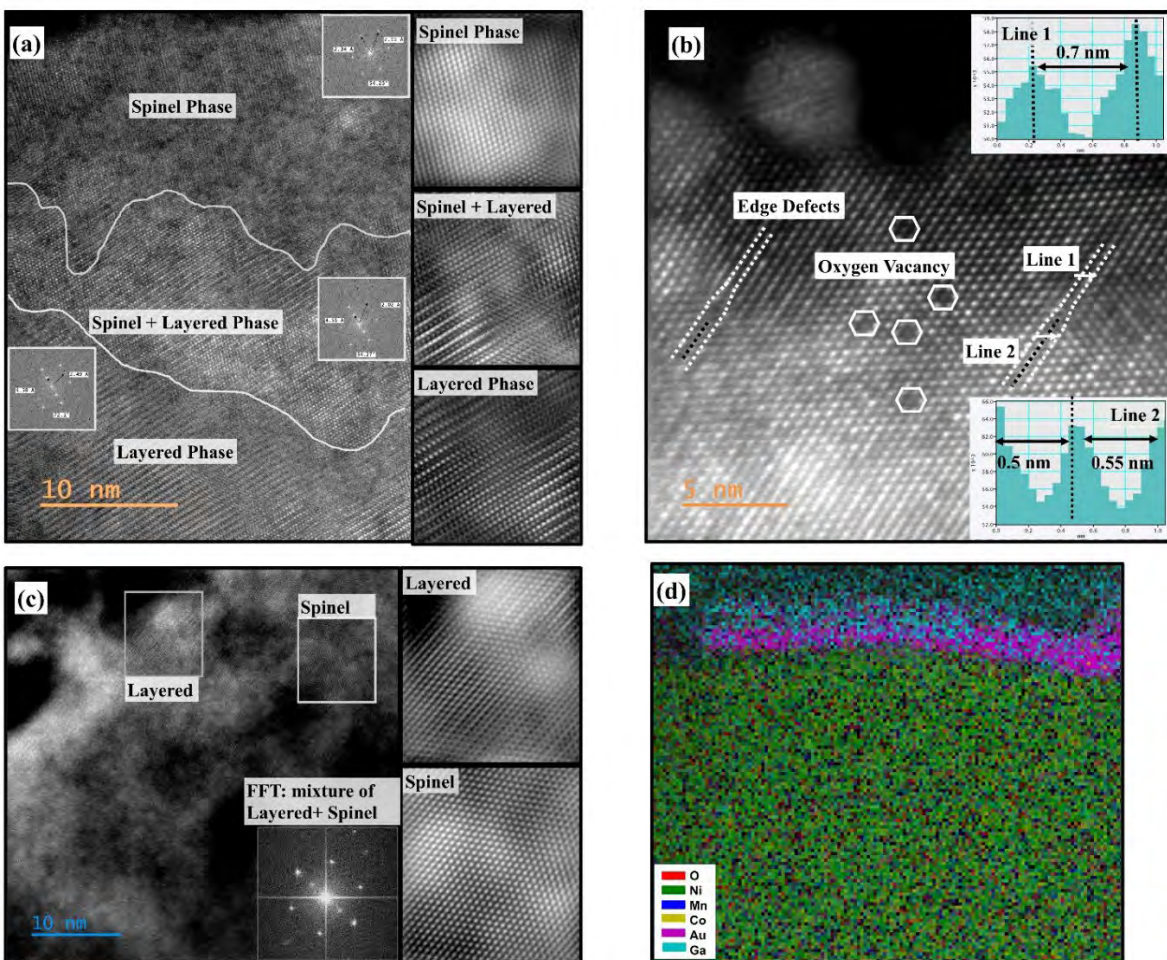 (a)
Spinel Phase
Spinel + Layered Phase
Layered Phase
10 nm
Spinel Phase
Spinel + Layered
Layered Phase
(b)
Line 1
0.7 nm
Edge Defects
Oxygen Vacancy
Line 1
Line 2
Line 2
0.5 nm
0.55 nm
5 nm
(c)
Layered
Spinel
FFT: mixture of
Layered+ Spinel
10 nm
Layered
Spinel
(d)
O
Ni
Mn
Co
Au
Ga